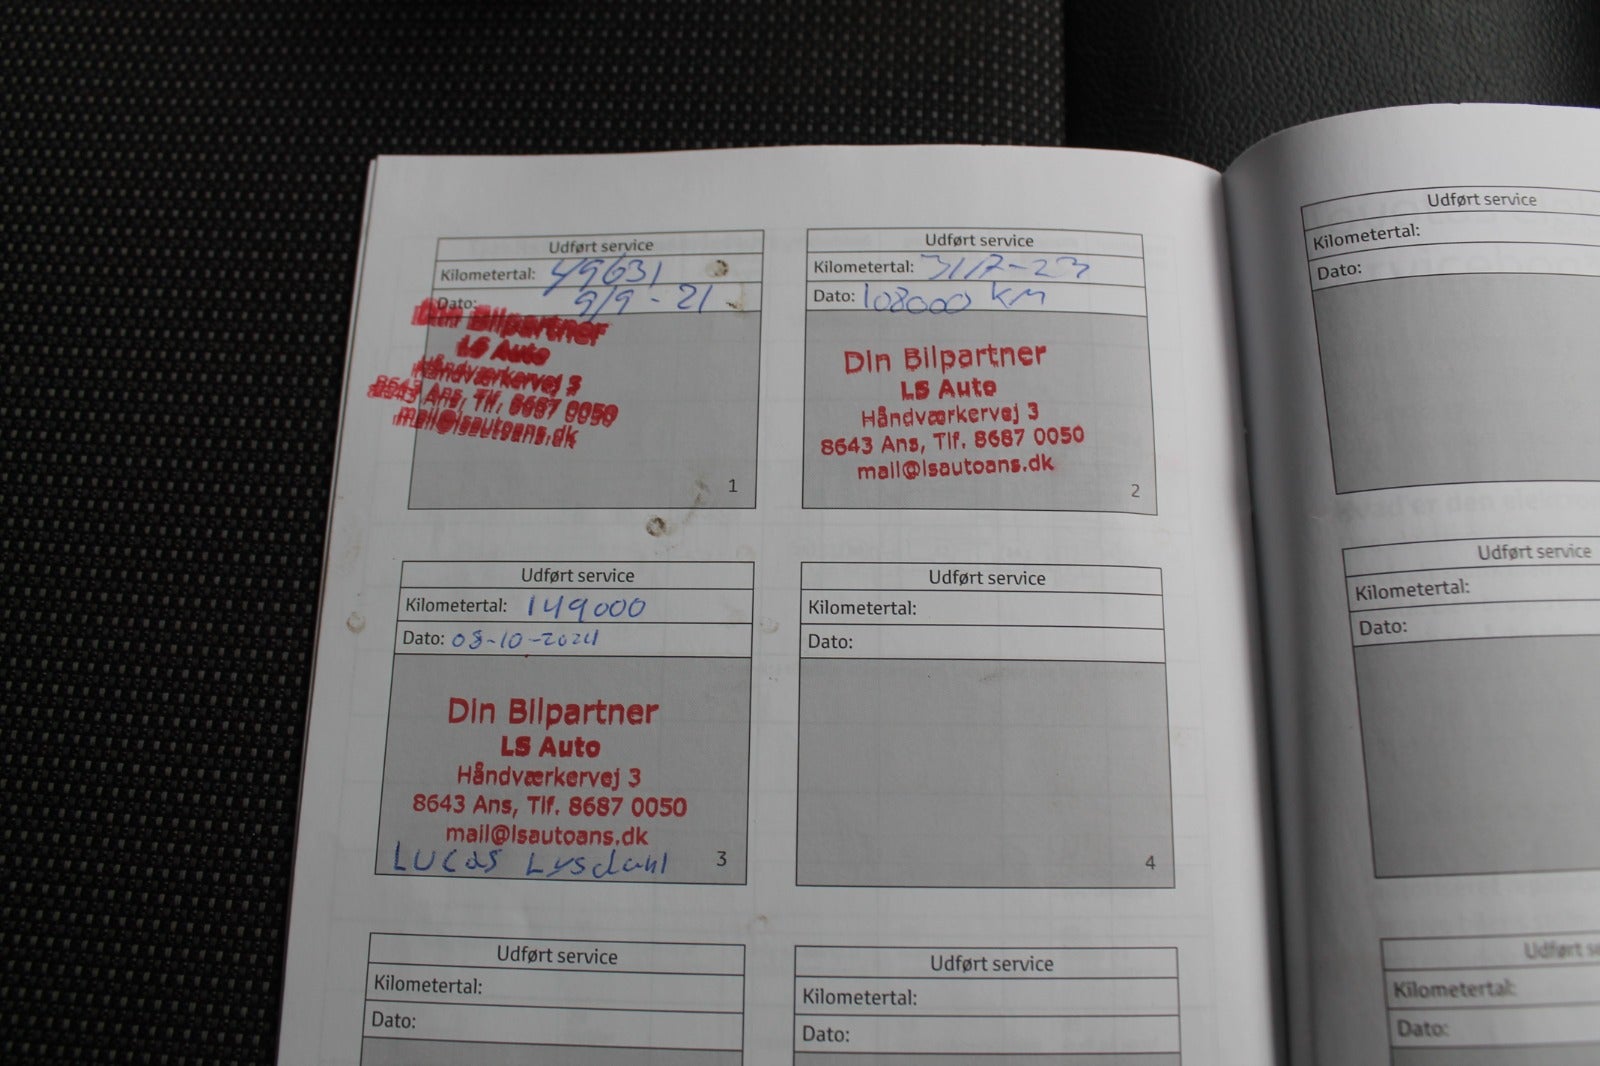 Udført service
Kilometertal: 49631
Dato: 9/9 - 21
Din Bilpartner
LS Auto
Håndværkervej 3
8643 Ans, Tlf. 8687 0050
mail@lsautoans.dk
1
Udført service
Kilometertal: 31/7-23
Dato: 108000 KM
Din Bilpartner
LS Auto
Håndværkervej 3
8643 Ans, Tlf. 8687 0050
mail@lsautoans.dk
2
Udført service
Kilometertal: 149000
Dato: 08-10-2024
Din Bilpartner
LS Auto
Håndværkervej 3
8643 Ans, Tlf. 8687 0050
mail@lsautoans.dk
Lucas Lysdahl
3
Udført service
Kilometertal:
Dato:
4
Udført service
Kilometertal:
Dato:
Udført service
Kilometertal:
Dato:
Udført service
Kilometertal:
Dato:
Udført service
Kilometertal:
Dato:
Udført
Kilometertal:
Dato: